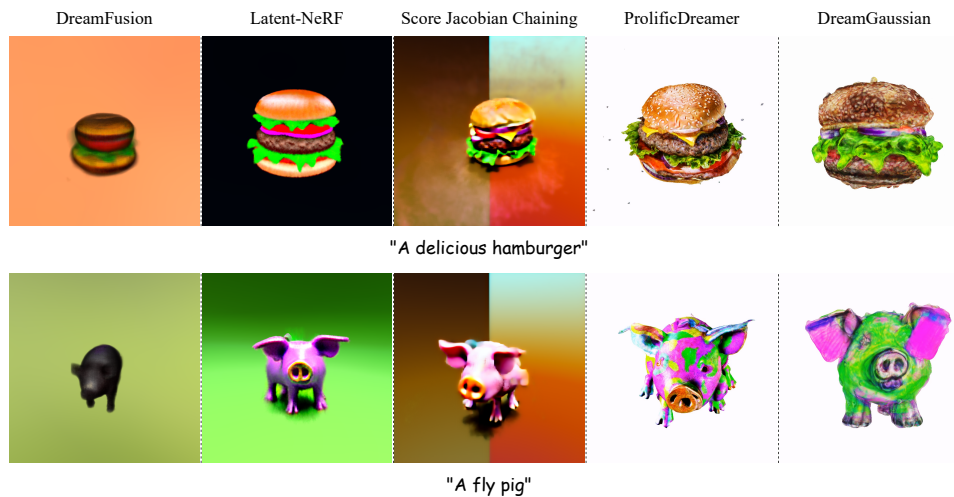 DreamFusion Latent-NeRF Score Jacobian Chaining ProlificDreamer DreamGaussian
"A delicious hamburger"
"A fly pig"